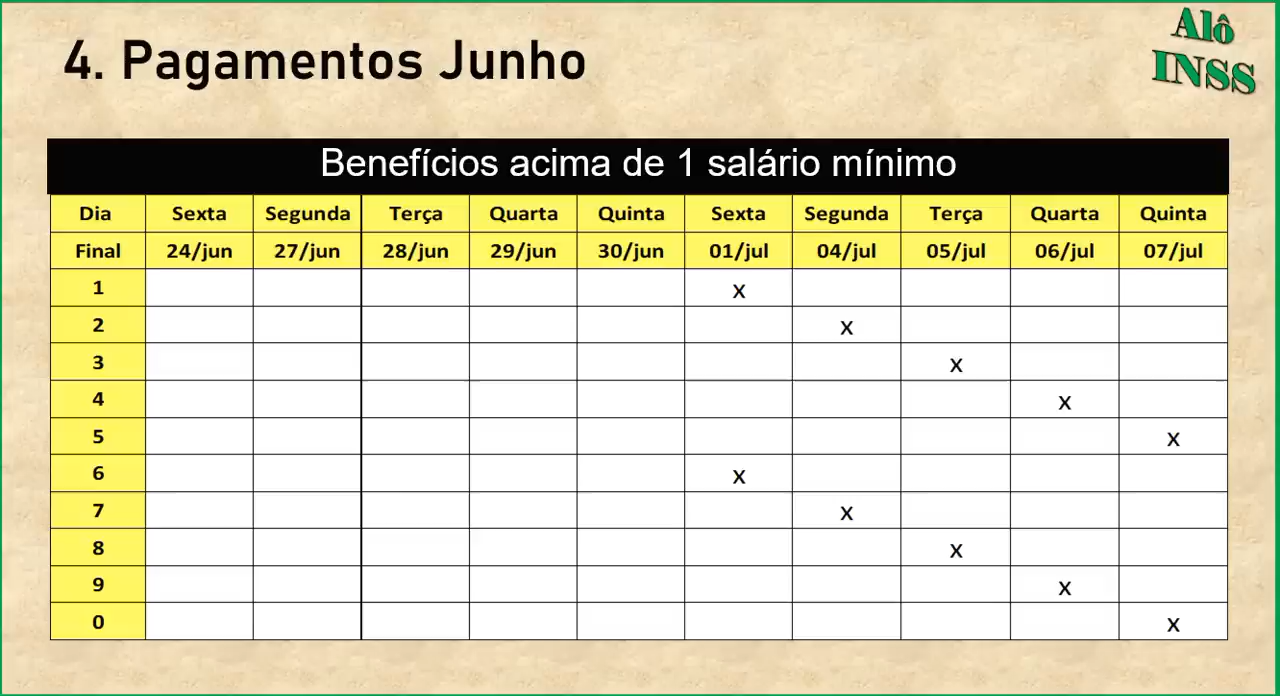 4. Pagamentos Junho
Alô
INSS
Benefícios acima de 1 salário mínimo
Dia Sexta Segunda Terça Quarta Quinta Sexta Segunda Terça Quarta Quinta
Final 24/jun 27/jun 28/jun 29/jun 30/jun 01/jul 04/jul 05/jul 06/jul 07/jul
1 x
2 x
3 x
4 x
5 x
6 x
7 x
8 x
9 x
0 x